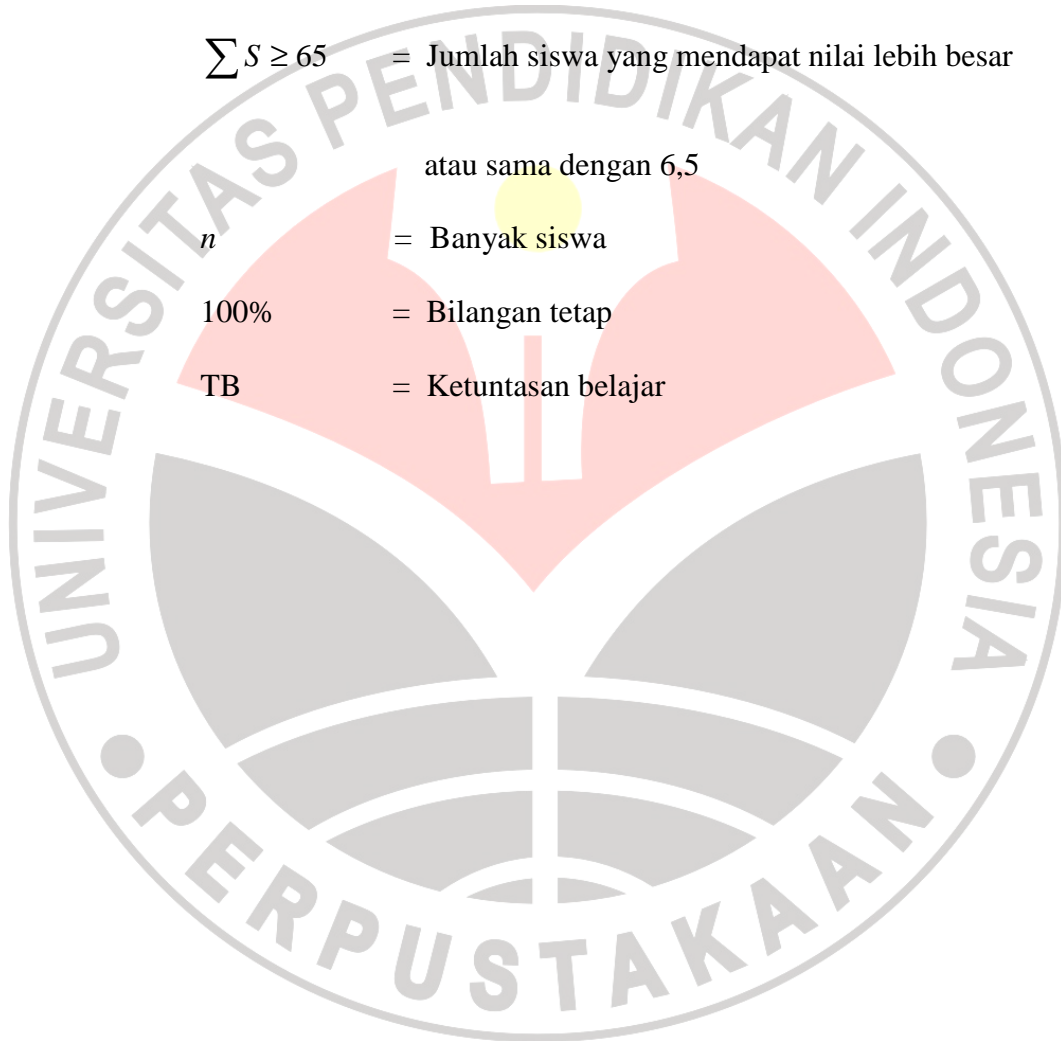 ∑ S ≥ 65 = Jumlah siswa yang mendapat nilai lebih besar
atau sama dengan 6,5
n = Banyak siswa
100% = Bilangan tetap
TB = Ketuntasan belajar
UNIVERSITAS PENDIDIKAN INDONESIA
PERPUSTAKAAN